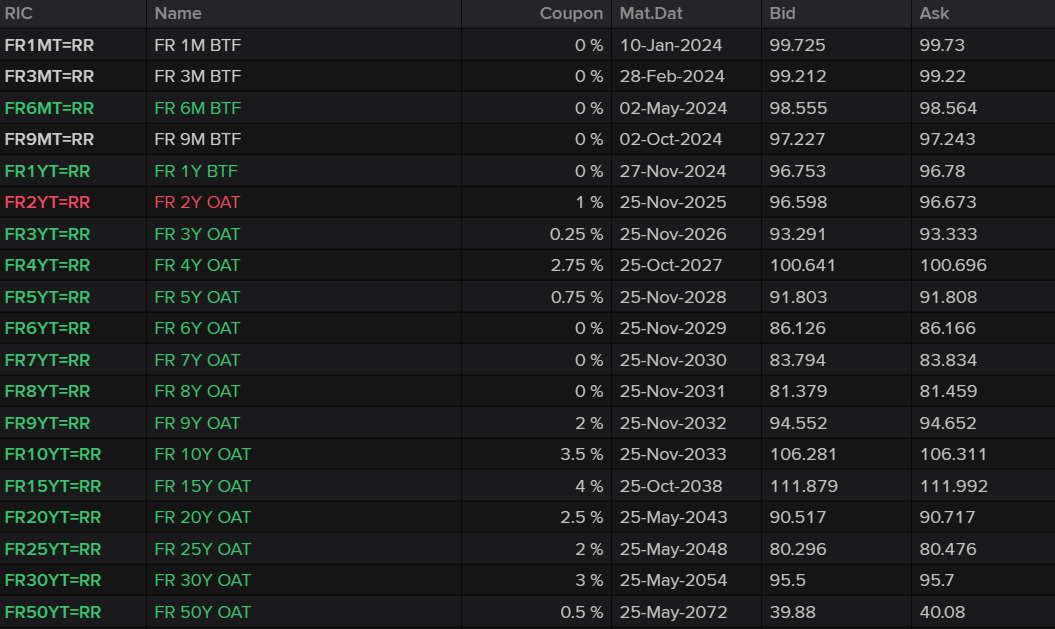 RIC Name Coupon Mat.Dat Bid Ask
FR1MT=RR FR 1M BTF 0 % 10-Jan-2024 99.725 99.73
FR3MT=RR FR 3M BTF 0 % 28-Feb-2024 99.212 99.22
FR6MT=RR FR 6M BTF 0 % 02-May-2024 98.555 98.564
FR9MT=RR FR 9M BTF 0 % 02-Oct-2024 97.227 97.243
FR1YT=RR FR 1Y BTF 0 % 27-Nov-2024 96.753 96.78
FR2YT=RR FR 2Y OAT 1 % 25-Nov-2025 96.598 96.673
FR3YT=RR FR 3Y OAT 0.25 % 25-Nov-2026 93.291 93.333
FR4YT=RR FR 4Y OAT 2.75 % 25-Oct-2027 100.641 100.696
FR5YT=RR FR 5Y OAT 0.75 % 25-Nov-2028 91.803 91.808
FR6YT=RR FR 6Y OAT 0 % 25-Nov-2029 86.126 86.166
FR7YT=RR FR 7Y OAT 0 % 25-Nov-2030 83.794 83.834
FR8YT=RR FR 8Y OAT 0 % 25-Nov-2031 81.379 81.459
FR9YT=RR FR 9Y OAT 2 % 25-Nov-2032 94.552 94.652
FR10YT=RR FR 10Y OAT 3.5 % 25-Nov-2033 106.281 106.311
FR15YT=RR FR 15Y OAT 4 % 25-Oct-2038 111.879 111.992
FR20YT=RR FR 20Y OAT 2.5 % 25-May-2043 90.517 90.717
FR25YT=RR FR 25Y OAT 2 % 25-May-2048 80.296 80.476
FR30YT=RR FR 30Y OAT 3 % 25-May-2054 95.5 95.7
FR50YT=RR FR 50Y OAT 0.5 % 25-May-2072 39.88 40.08